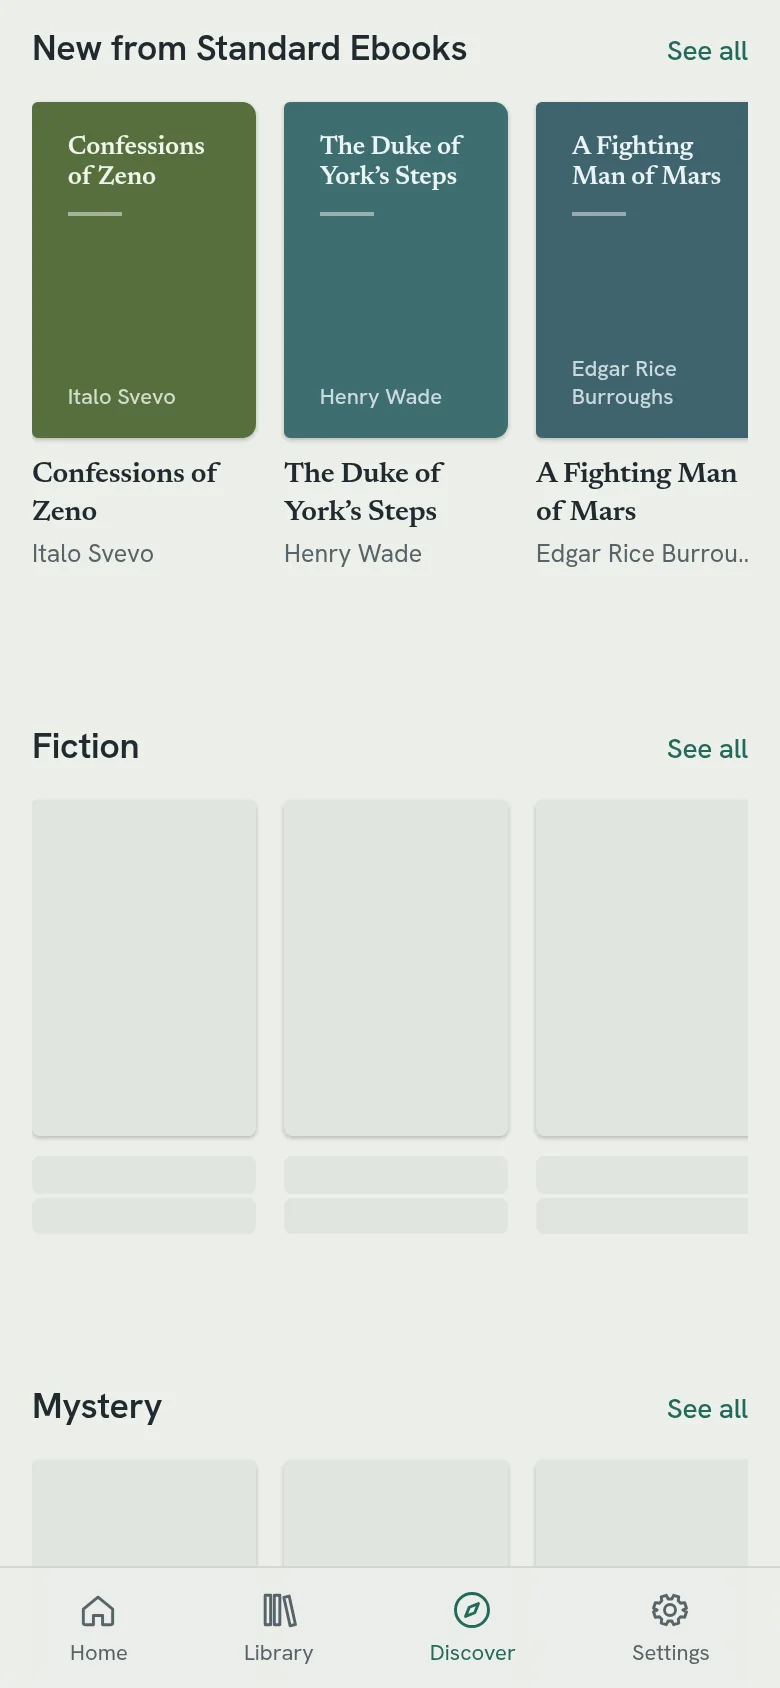 New from Standard Ebooks
See all
Confessions
of Zeno
Italo Svevo
The Duke of
York’s Steps
Henry Wade
A Fighting
Man of Mars
Edgar Rice
Burroughs
Confessions of
Zeno
Italo Svevo
The Duke of
York’s Steps
Henry Wade
A Fighting Man
of Mars
Edgar Rice Burrou..
Fiction
See all
Mystery
See all
Home
Library
Discover
Settings